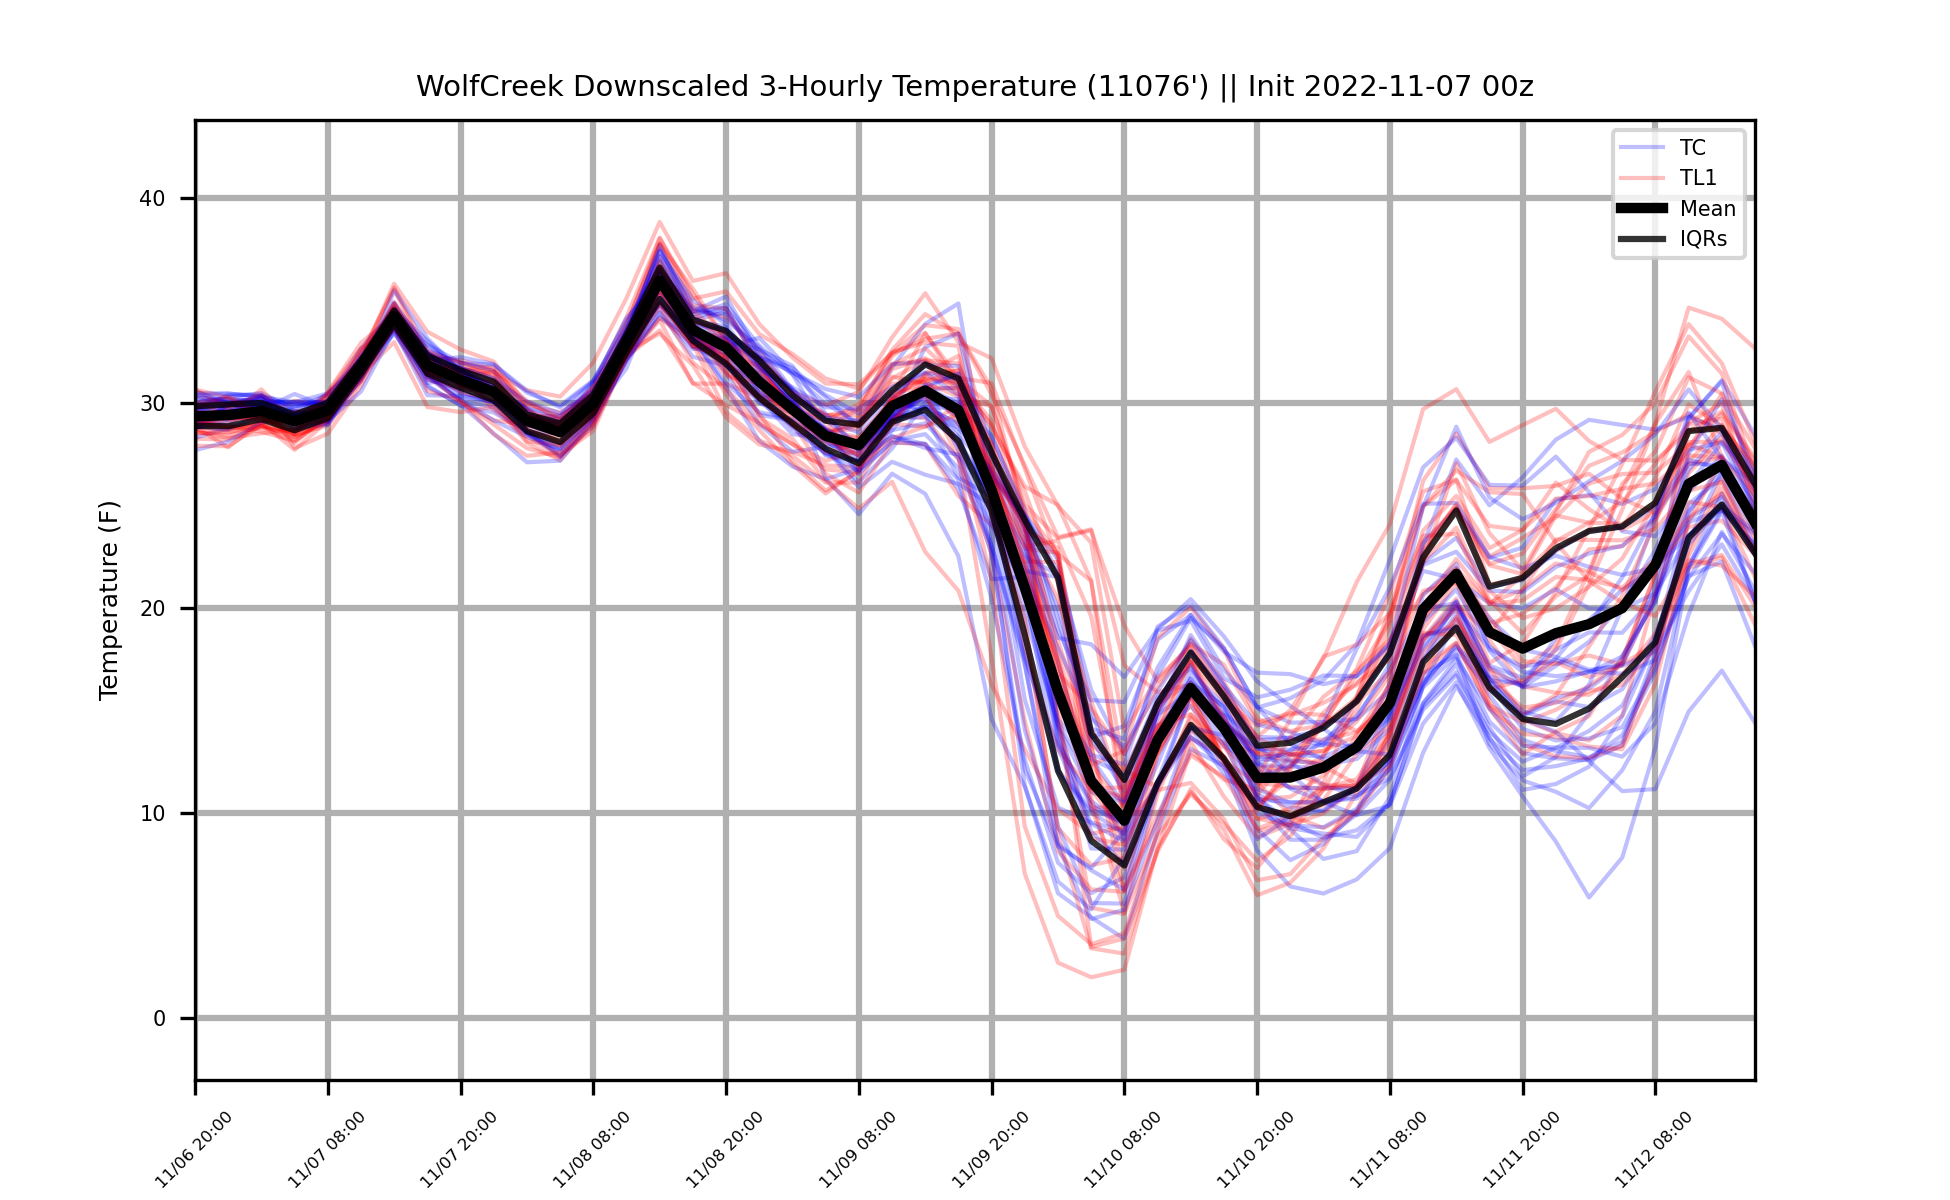 WolfCreek Downscaled 3-Hourly Temperature (11076') || Init 2022-11-07 00z
TC
TL1
Mean
IQRs
Temperature (F)
40
30
20
10
0
11/06 20:00
11/07 08:00
11/07 20:00
11/08 08:00
11/08 20:00
11/09 08:00
11/09 20:00
11/10 08:00
11/10 20:00
11/11 08:00
11/11 20:00
11/12 08:00